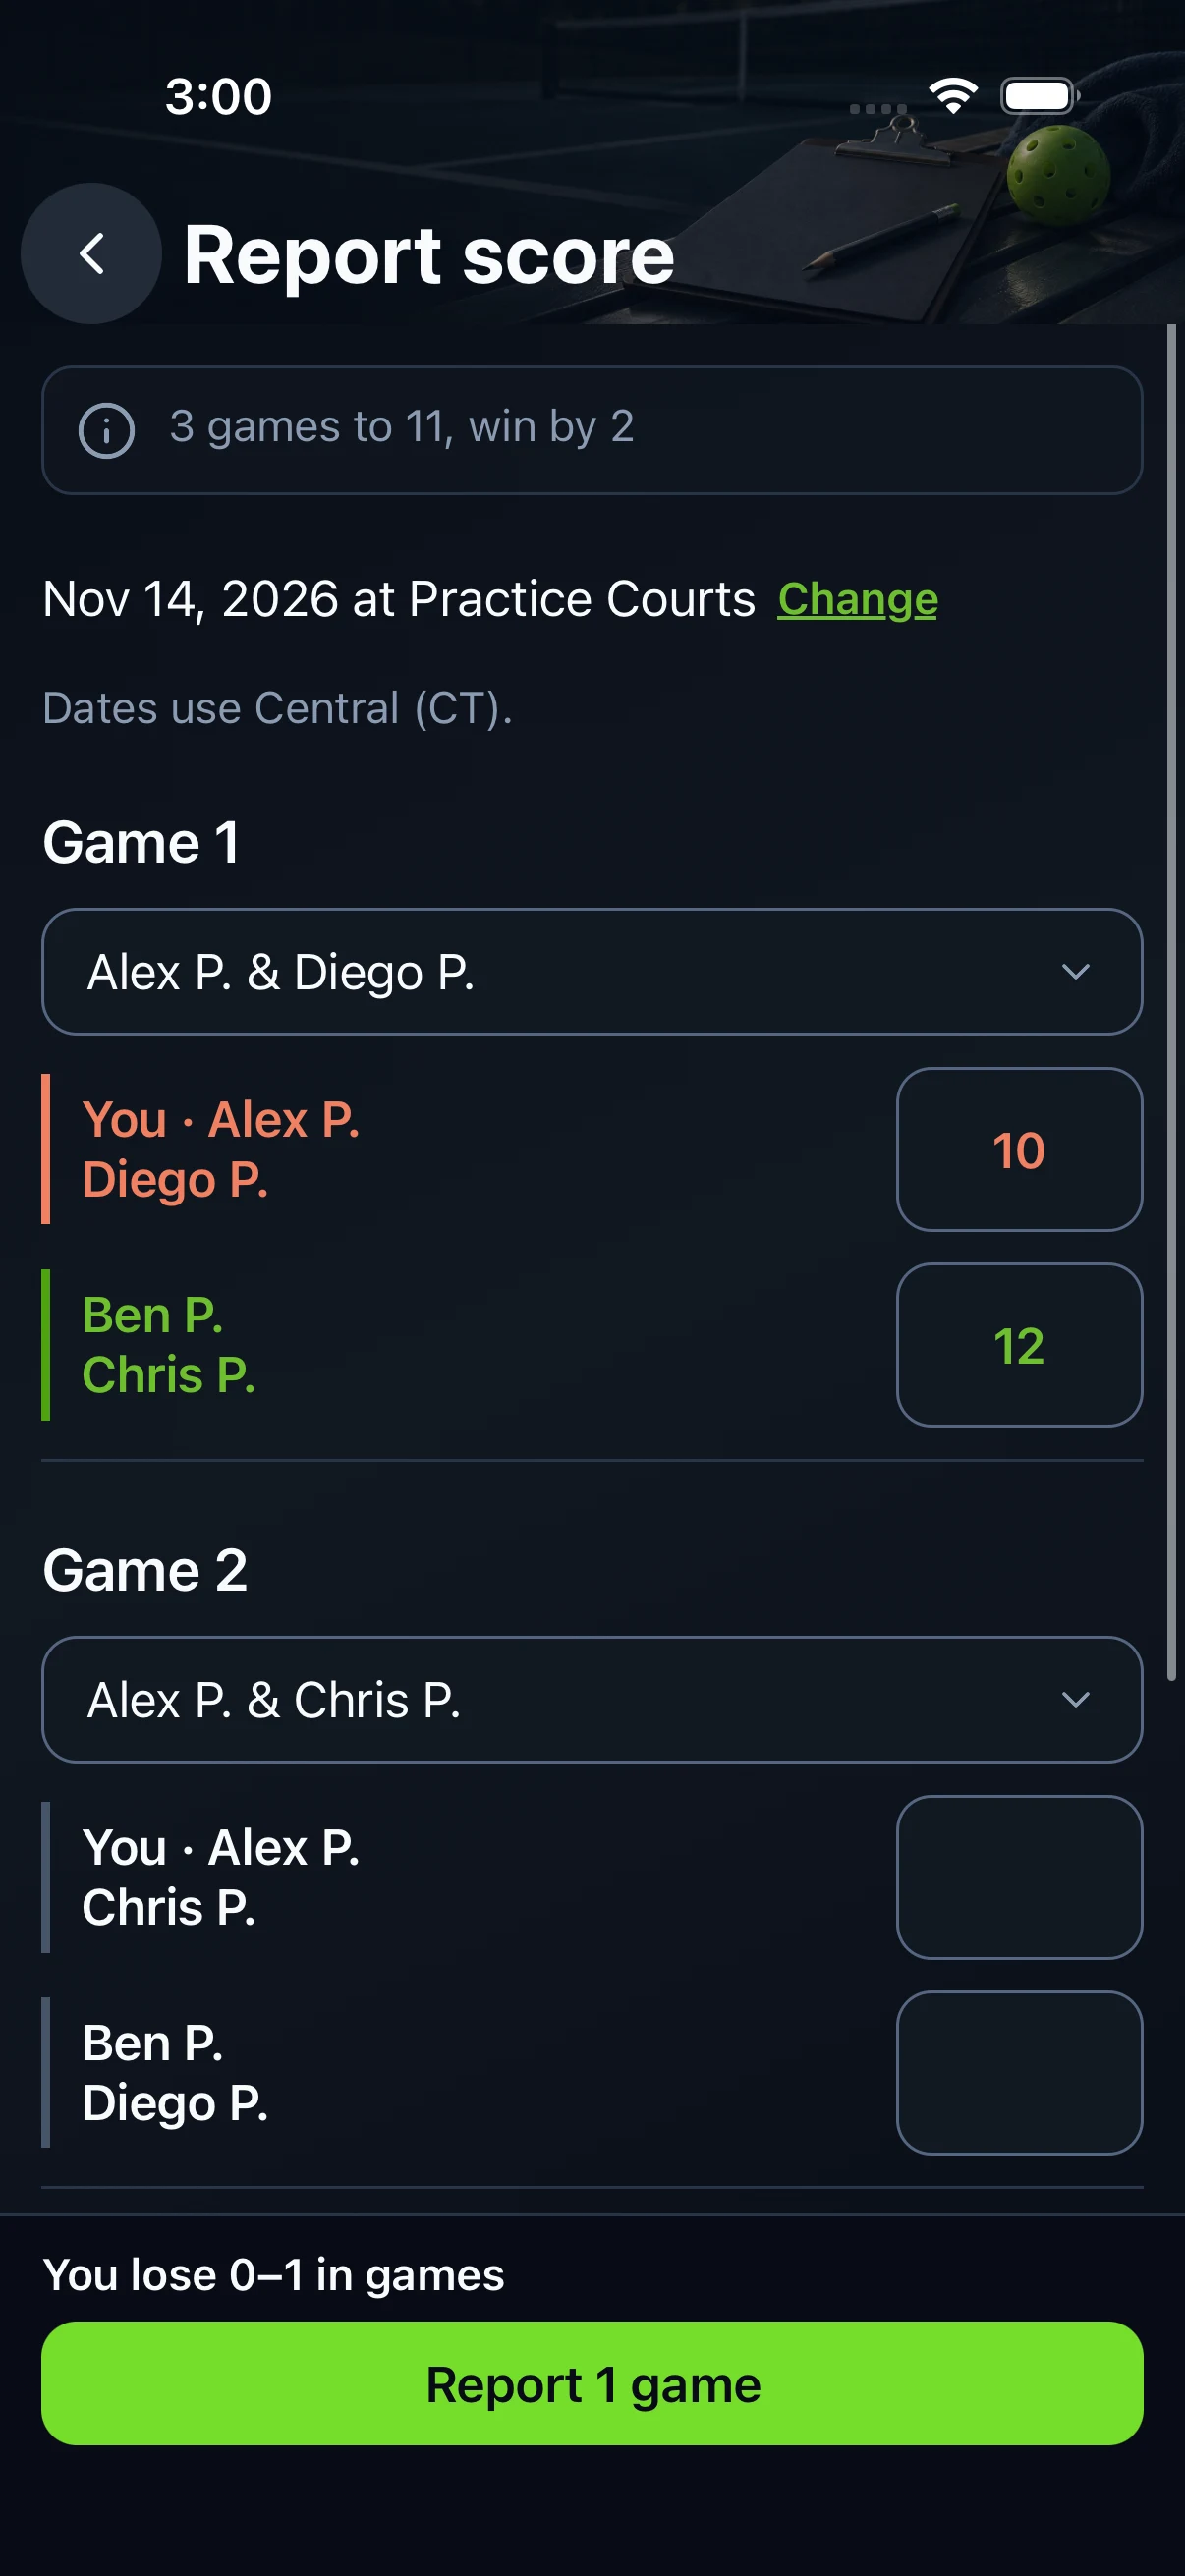 3:00
Report score
3 games to 11, win by 2
Nov 14, 2026 at Practice Courts Change
Dates use Central (CT).
Game 1
Alex P. & Diego P.
You · Alex P.
Diego P.
10
Ben P.
Chris P.
12
Game 2
Alex P. & Chris P.
You · Alex P.
Chris P.
Ben P.
Diego P.
You lose 0–1 in games
Report 1 game